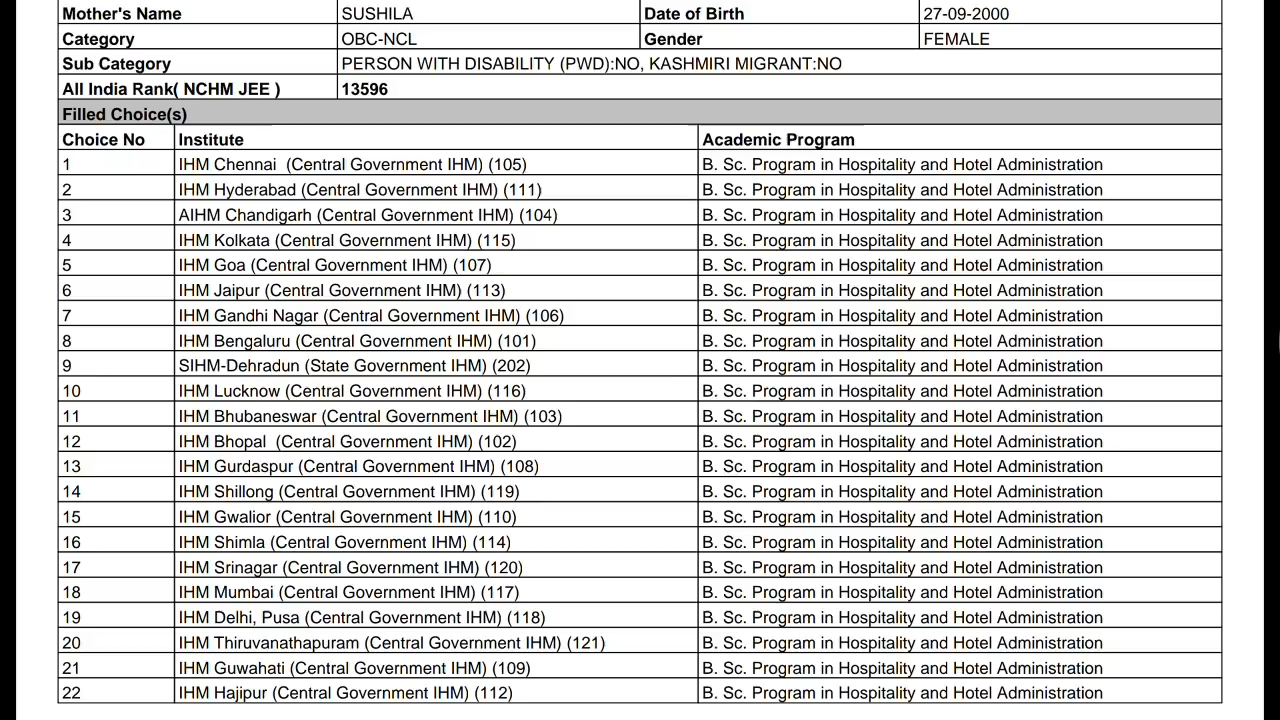 Mother's Name SUSHILA Date of Birth 27-09-2000
Category OBC-NCL Gender FEMALE
Sub Category PERSON WITH DISABILITY (PWD):NO, KASHMIRI MIGRANT:NO
All India Rank( NCHM JEE ) 13596
Filled Choice(s)
Choice No Institute Academic Program
1 IHM Chennai  (Central Government IHM) (105) B. Sc. Program in Hospitality and Hotel Administration
2 IHM Hyderabad (Central Government IHM) (111) B. Sc. Program in Hospitality and Hotel Administration
3 AIHM Chandigarh (Central Government IHM) (104) B. Sc. Program in Hospitality and Hotel Administration
4 IHM Kolkata (Central Government IHM) (115) B. Sc. Program in Hospitality and Hotel Administration
5 IHM Goa (Central Government IHM) (107) B. Sc. Program in Hospitality and Hotel Administration
6 IHM Jaipur (Central Government IHM) (113) B. Sc. Program in Hospitality and Hotel Administration
7 IHM Gandhi Nagar (Central Government IHM) (106) B. Sc. Program in Hospitality and Hotel Administration
8 IHM Bengaluru (Central Government IHM) (101) B. Sc. Program in Hospitality and Hotel Administration
9 SIHM-Dehradun (State Government IHM) (202) B. Sc. Program in Hospitality and Hotel Administration
10 IHM Lucknow (Central Government IHM) (116) B. Sc. Program in Hospitality and Hotel Administration
11 IHM Bhubaneswar (Central Government IHM) (103) B. Sc. Program in Hospitality and Hotel Administration
12 IHM Bhopal  (Central Government IHM) (102) B. Sc. Program in Hospitality and Hotel Administration
13 IHM Gurdaspur (Central Government IHM) (108) B. Sc. Program in Hospitality and Hotel Administration
14 IHM Shillong (Central Government IHM) (119) B. Sc. Program in Hospitality and Hotel Administration
15 IHM Gwalior (Central Government IHM) (110) B. Sc. Program in Hospitality and Hotel Administration
16 IHM Shimla (Central Government IHM) (114) B. Sc. Program in Hospitality and Hotel Administration
17 IHM Srinagar (Central Government IHM) (120) B. Sc. Program in Hospitality and Hotel Administration
18 IHM Mumbai (Central Government IHM) (117) B. Sc. Program in Hospitality and Hotel Administration
19 IHM Delhi, Pusa (Central Government IHM) (118) B. Sc. Program in Hospitality and Hotel Administration
20 IHM Thiruvanathapuram (Central Government IHM) (121) B. Sc. Program in Hospitality and Hotel Administration
21 IHM Guwahati (Central Government IHM) (109) B. Sc. Program in Hospitality and Hotel Administration
22 IHM Hajipur (Central Government IHM) (112) B. Sc. Program in Hospitality and Hotel Administration